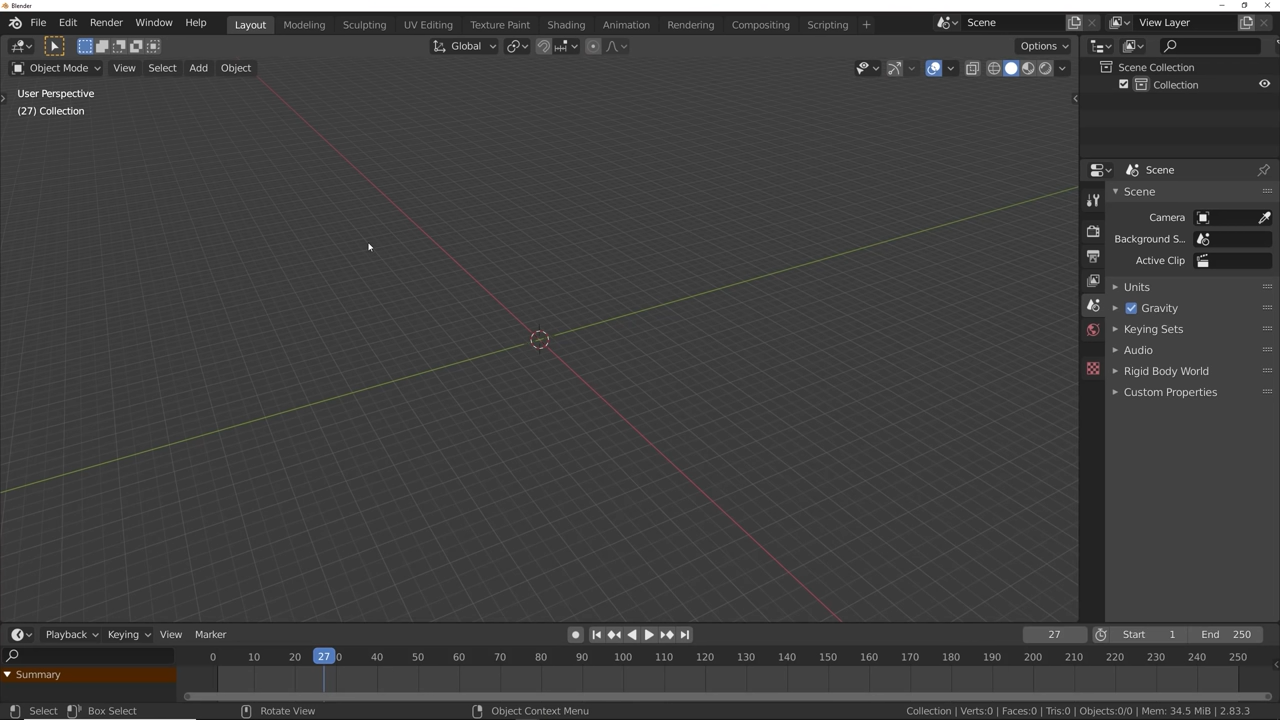 Blender
File Edit Render Window Help Layout Modeling Sculpting UV Editing Texture Paint Shading Animation Rendering Compositing Scripting + Scene View Layer
Global Options
Object Mode View Select Add Object
User Perspective
(27) Collection
Scene Collection
Collection
Scene
Scene
Camera
Background S...
Active Clip
Units
Gravity
Keying Sets
Audio
Rigid Body World
Custom Properties
Playback Keying View Marker 27 Start 1 End 250
0 10 20 27 0 40 50 60 70 80 90 100 110 120 130 140 150 160 170 180 190 200 210 220 230 240 250
Summary
Select Box Select Rotate View Object Context Menu Collection | Verts:0 | Faces:0 | Tris:0 | Objects:0/0 | Mem: 34.5 MiB | 2.83.3